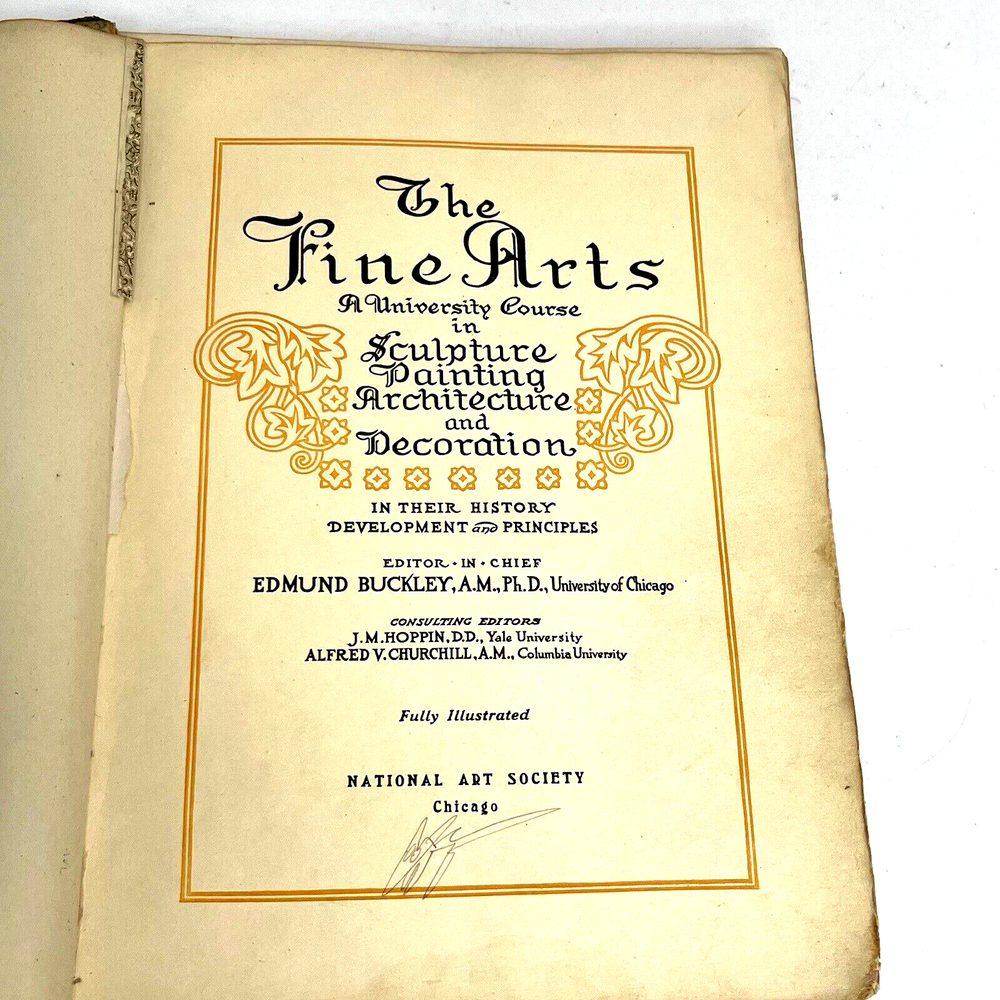 The
Fine Arts
A University Course
in
Sculpture
Painting
Architecture
and
Decoration
IN THEIR HISTORY
DEVELOPMENT and PRINCIPLES
EDITOR · IN · CHIEF
EDMUND BUCKLEY, A.M., Ph.D., University of Chicago
CONSULTING EDITORS
J. M. HOPPIN, D.D., Yale University
ALFRED V. CHURCHILL, A.M., Columbia University
Fully Illustrated
NATIONAL ART SOCIETY
Chicago